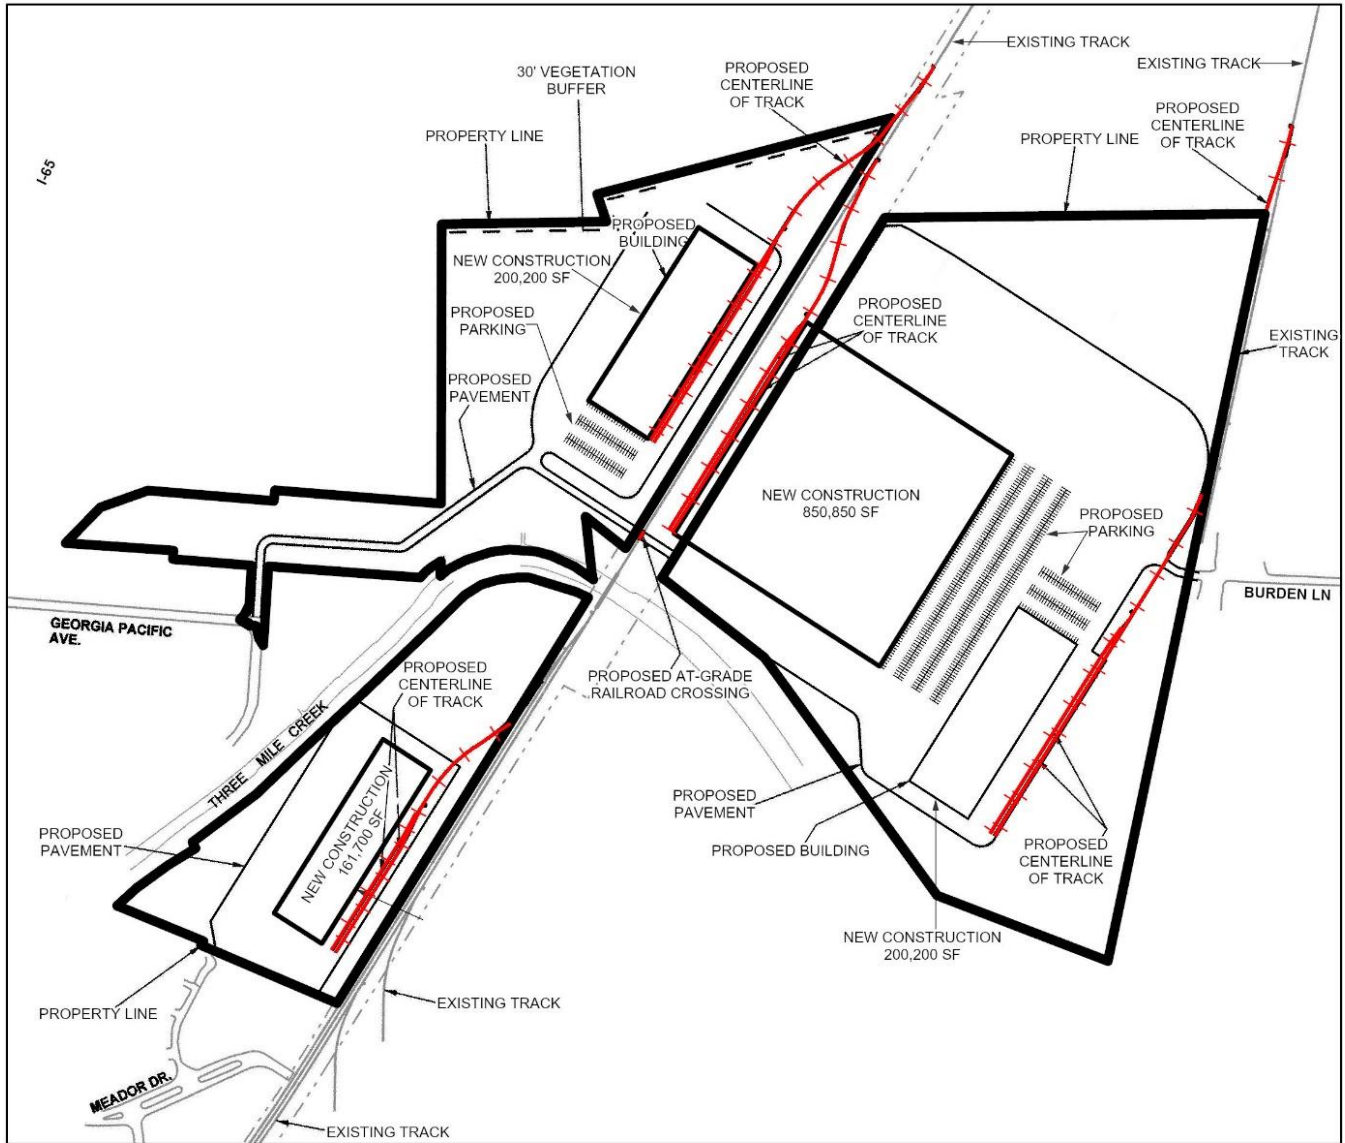 EXISTING TRACK
EXISTING TRACK
PROPOSED
CENTERLINE
OF TRACK
30' VEGETATION
BUFFER
PROPOSED
CENTERLINE
OF TRACK
PROPERTY LINE
PROPERTY LINE
I-65
PROPOSED
BUILDING
NEW CONSTRUCTION
200,200 SF
PROPOSED
PARKING
PROPOSED
CENTERLINE
OF TRACK
EXISTING
TRACK
PROPOSED
PAVEMENT
NEW CONSTRUCTION
850,850 SF
PROPOSED
PARKING
BURDEN LN
GEORGIA PACIFIC
AVE.
PROPOSED
CENTERLINE
OF TRACK
PROPOSED AT-GRADE
RAILROAD CROSSING
THREE MILE CREEK
PROPOSED
PAVEMENT
PROPOSED
PAVEMENT
NEW CONSTRUCTION
161,700 SF
PROPOSED BUILDING
PROPOSED
CENTERLINE
OF TRACK
NEW CONSTRUCTION
200,200 SF
EXISTING TRACK
PROPERTY LINE
MEADOR DR.
EXISTING TRACK